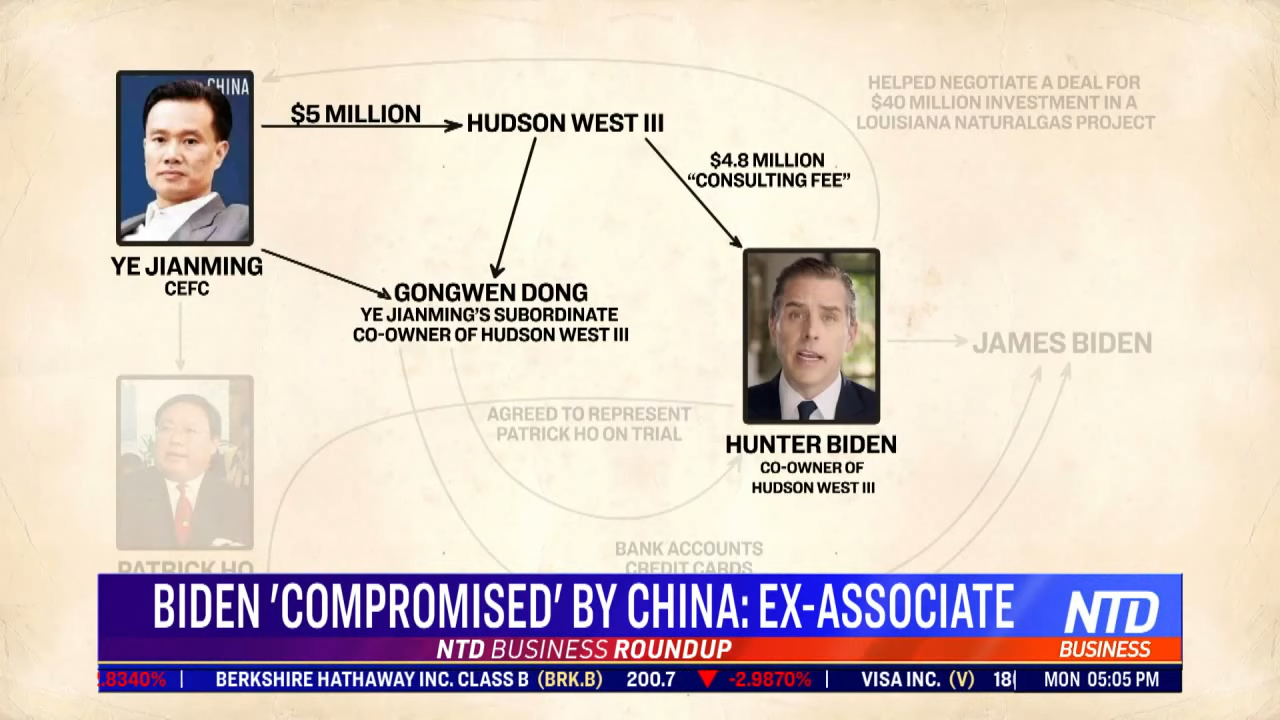 CHINA
$5 MILLION
HUDSON WEST III
HELPED NEGOTIATE A DEAL FOR
$40 MILLION INVESTMENT IN A
LOUISIANA NATURALGAS PROJECT
$4.8 MILLION
“CONSULTING FEE”
YE JIANMING
CEFC
GONGWEN DONG
YE JIANMING'S SUBORDINATE
CO-OWNER OF HUDSON WEST III
JAMES BIDEN
AGREED TO REPRESENT
PATRICK HO ON TRIAL
HUNTER BIDEN
CO-OWNER OF
HUDSON WEST III
BANK ACCOUNTS
CREDIT CARDS
PATRICK HO
BIDEN 'COMPROMISED' BY CHINA: EX-ASSOCIATE
NTD BUSINESS ROUNDUP
NTD
BUSINESS
.8340% | BERKSHIRE HATHAWAY INC. CLASS B (BRK.B) 200.7 ▼ -2.9870% | VISA INC. (V) 18 | MON 05:05 PM